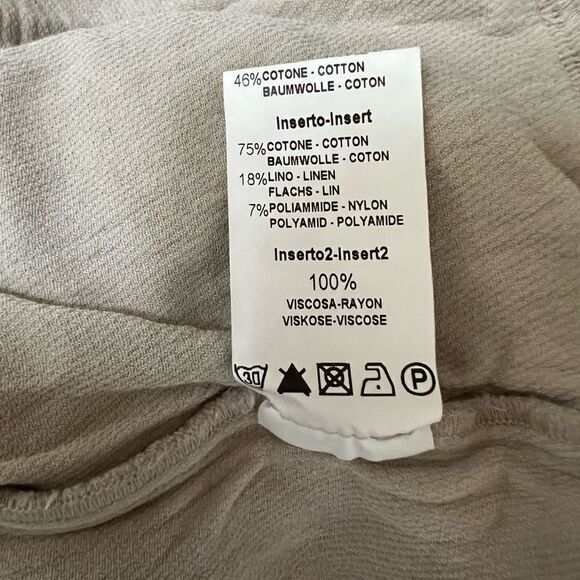 46% COTONE - COTTON
BAUMWOLLE - COTON
Inserto-Insert
75% COTONE - COTTON
BAUMWOLLE - COTON
18% LINO - LINEN
FLACHS - LIN
7% POLIAMMIDE - NYLON
POLYAMID - POLYAMIDE
Inserto2-Insert2
100%
VISCOSA-RAYON
VISKOSE-VISCOSE
30 P